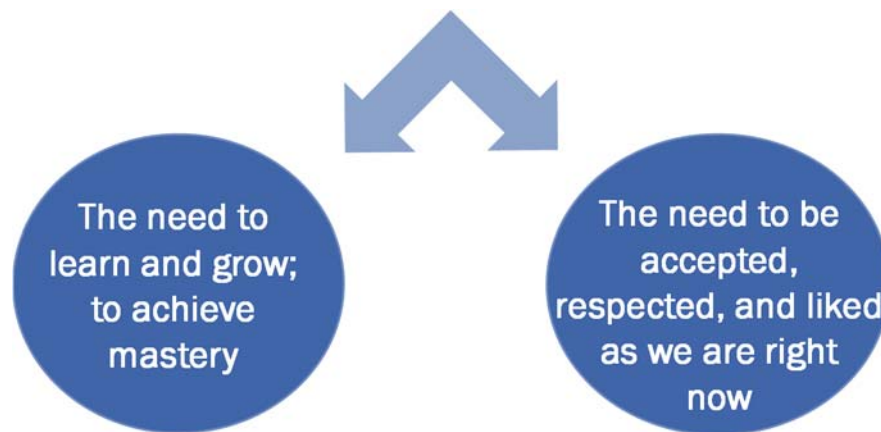 The need to
learn and grow;
to achieve
mastery
The need to be
accepted,
respected, and liked
as we are right
now